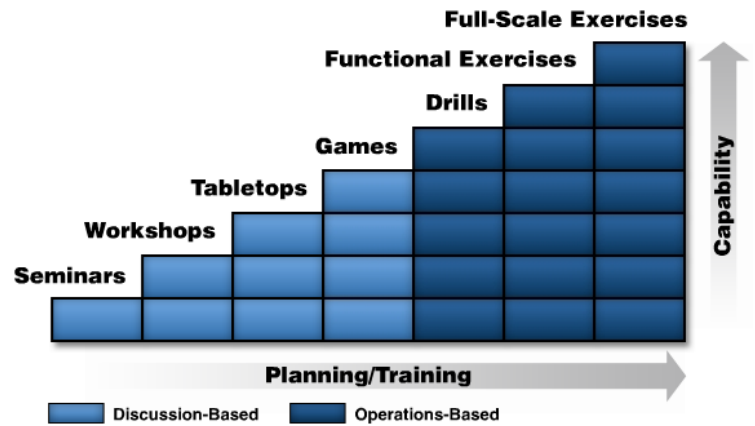 Full-Scale Exercises
Functional Exercises
Drills
Games
Tabletops
Workshops
Seminars
Capability
Planning/Training
Discussion-Based
Operations-Based